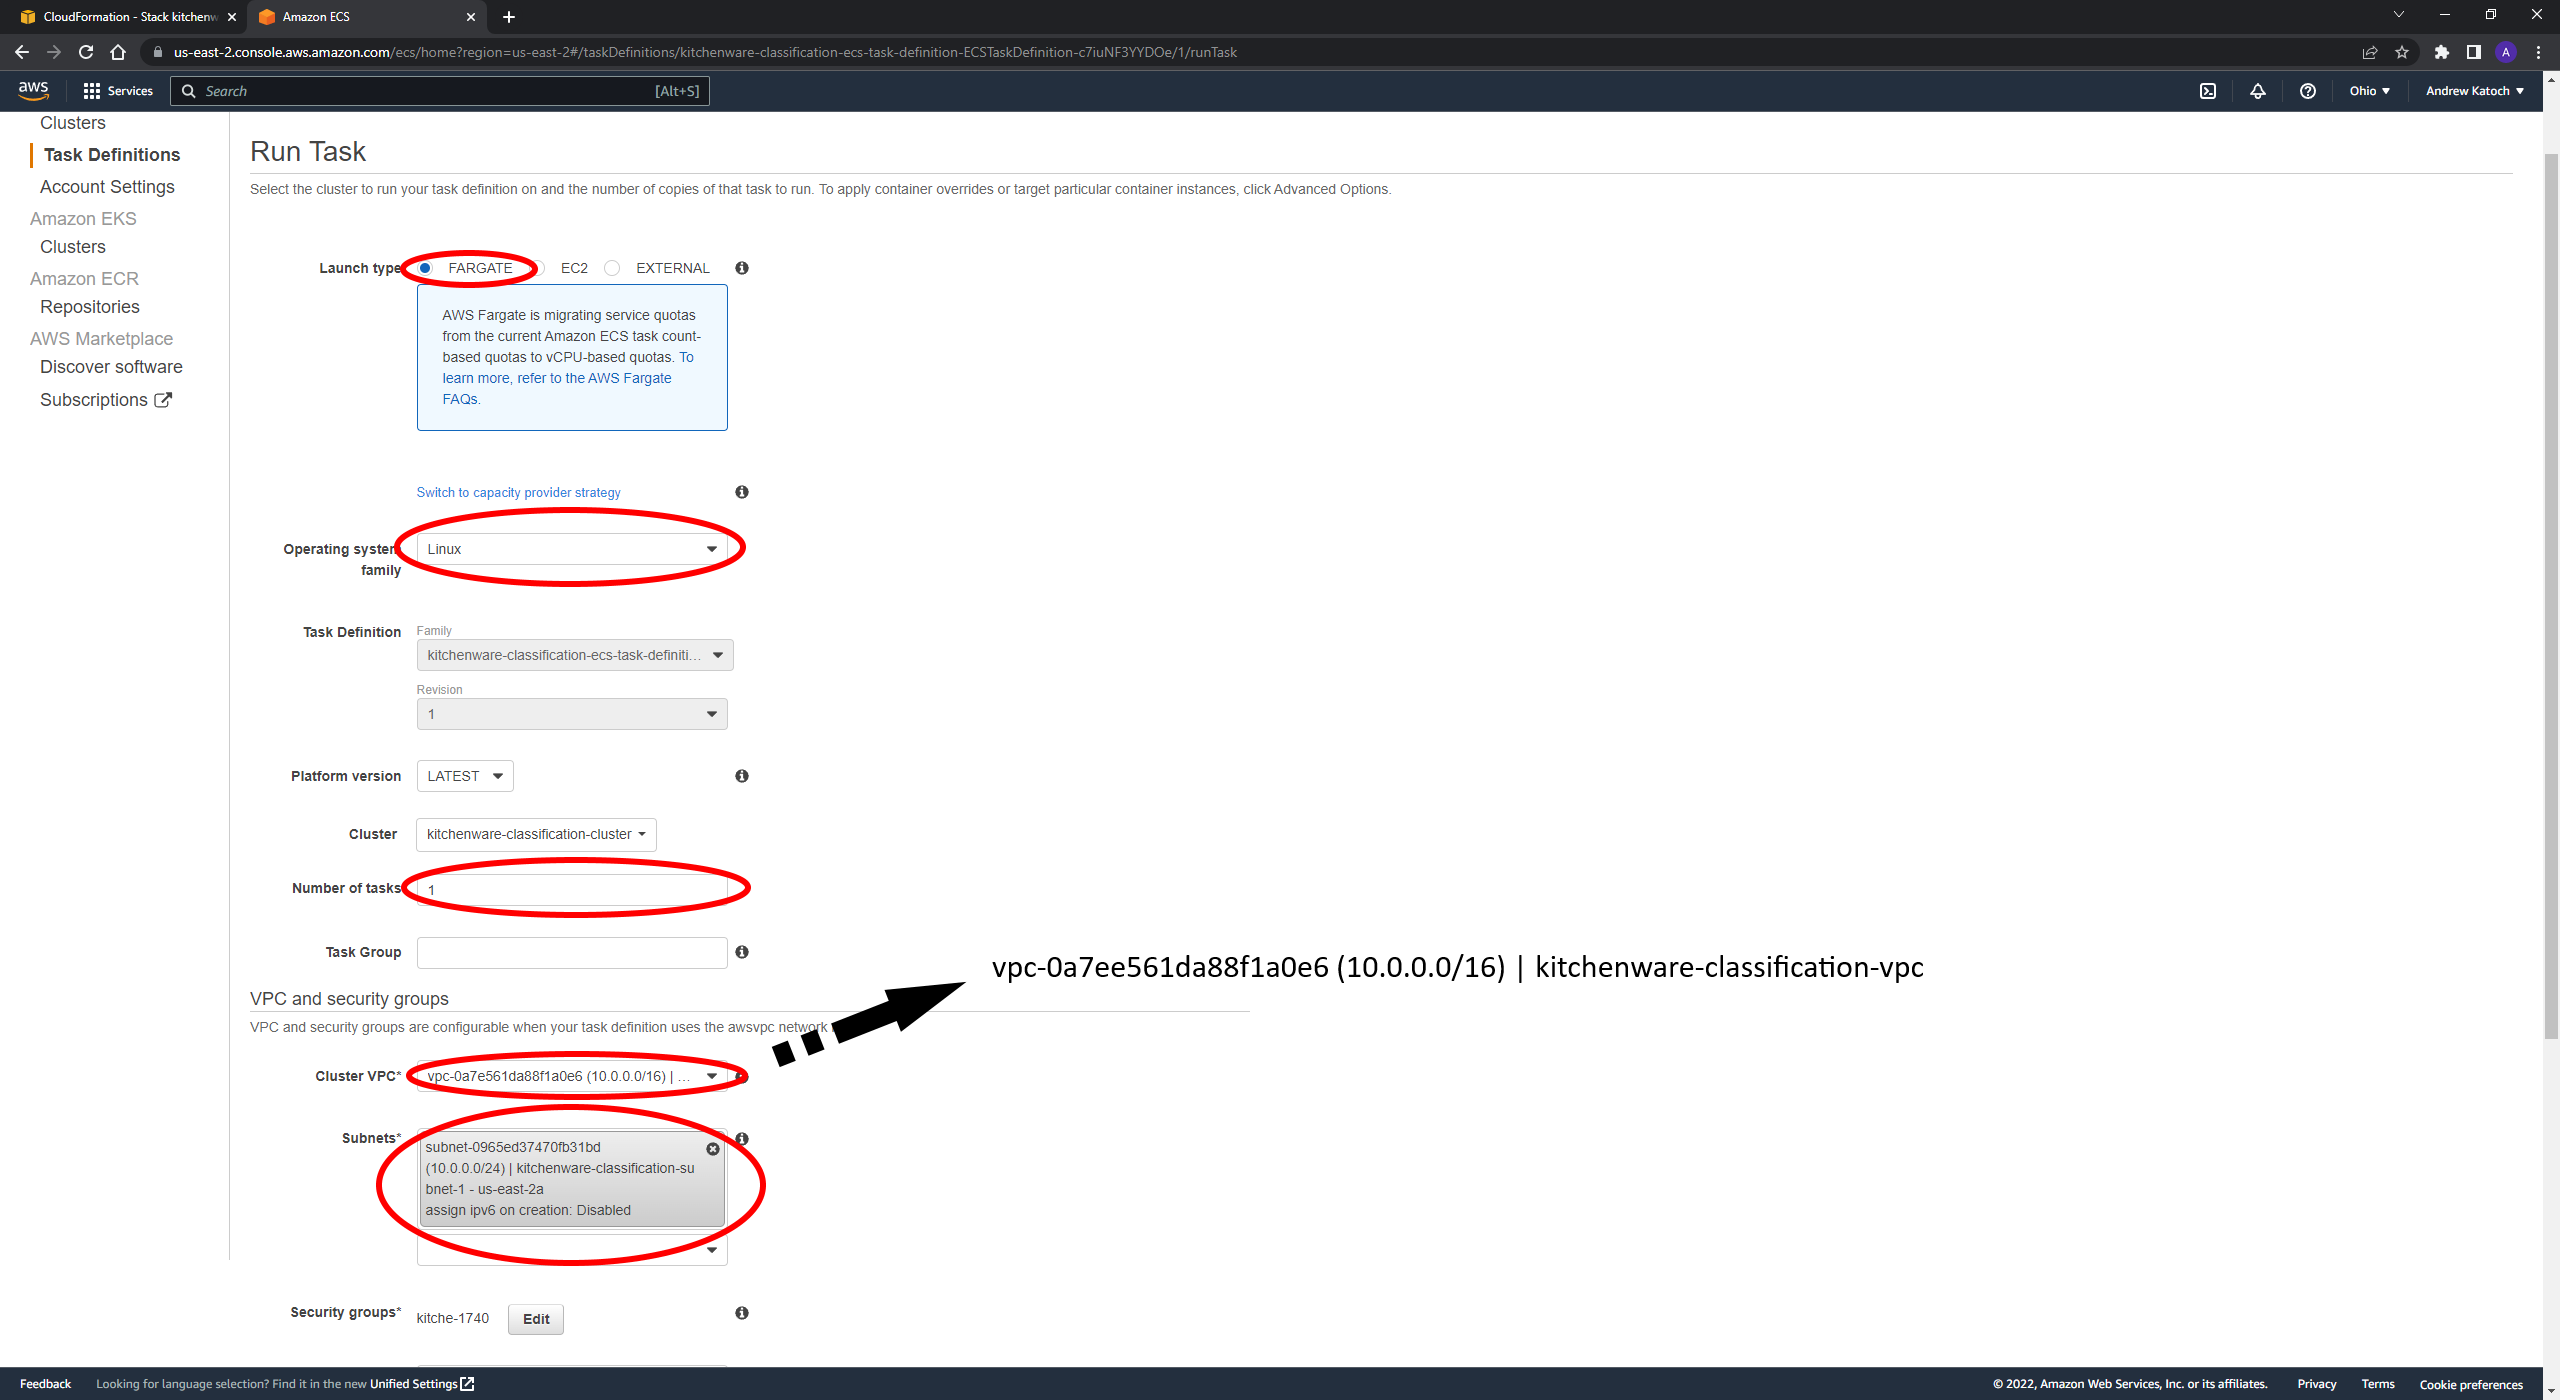 CloudFormation - Stack kitchenw
Amazon ECS
us-east-2.console.aws.amazon.com/ecs/home?region=us-east-2#/taskDefinitions/kitchenware-classification-ecs-task-definition-ECSTaskDefinition-c7iuNF3YYDOe/1/runTask
A
aws
Services
Search
[Alt+S]
Ohio
Andrew Katoch
Clusters
Task Definitions
Account Settings
Amazon EKS
Clusters
Amazon ECR
Repositories
AWS Marketplace
Discover software
Subscriptions
Run Task
Select the cluster to run your task definition on and the number of copies of that task to run. To apply container overrides or target particular container instances, click Advanced Options.
Launch type FARGATE EC2 EXTERNAL
AWS Fargate is migrating service quotas
from the current Amazon ECS task count-
based quotas to vCPU-based quotas. To
learn more, refer to the AWS Fargate
FAQs.
Switch to capacity provider strategy
Operating system
family
Linux
Task Definition
Family
kitchenware-classification-ecs-task-definiti...
Revision
1
Platform version LATEST
Cluster kitchenware-classification-cluster
Number of tasks 1
Task Group
vpc-0a7ee561da88f1a0e6 (10.0.0.0/16) | kitchenware-classification-vpc
VPC and security groups
VPC and security groups are configurable when your task definition uses the awsvpc network
Cluster VPC* vpc-0a7e561da88f1a0e6 (10.0.0.0/16) | ...
Subnets*
subnet-0965ed37470fb31bd
(10.0.0.0/24) | kitchenware-classification-su
bnet-1 - us-east-2a
assign ipv6 on creation: Disabled
Security groups* kitche-1740 Edit
Feedback
Looking for language selection? Find it in the new Unified Settings
© 2022, Amazon Web Services, Inc. or its affiliates.
Privacy
Terms
Cookie preferences